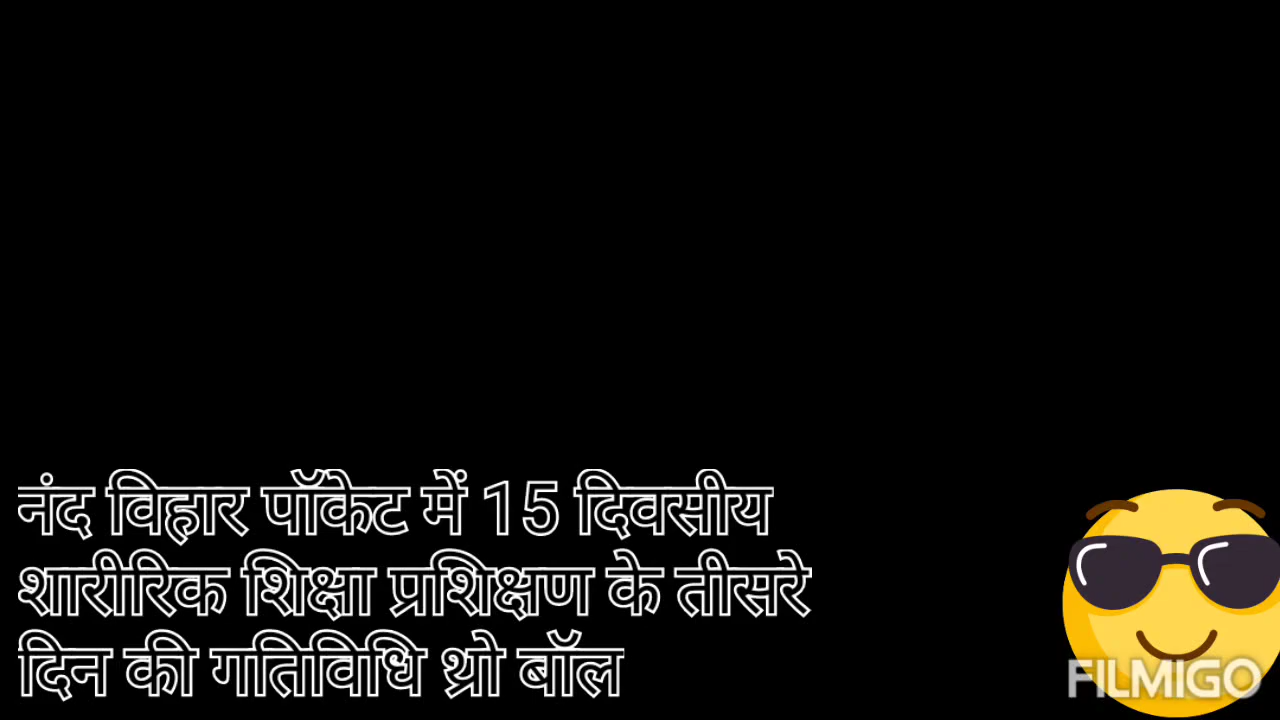 नंद विहार पॉकेट में 15 दिवसीय
शारीरिक शिक्षा प्रशिक्षण के तीसरे
दिन की गतिविधि थ्रो बॉल
FILMIGO